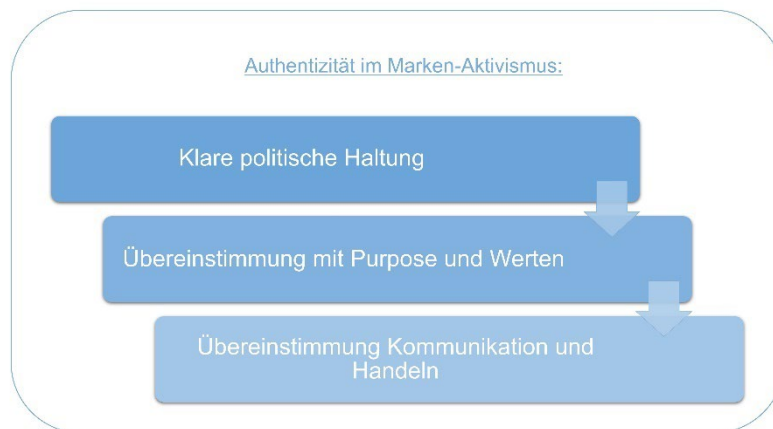 Authentizität im Marken-Aktivismus:
Klare politische Haltung
Übereinstimmung mit Purpose und Werten
Übereinstimmung Kommunikation und
Handeln